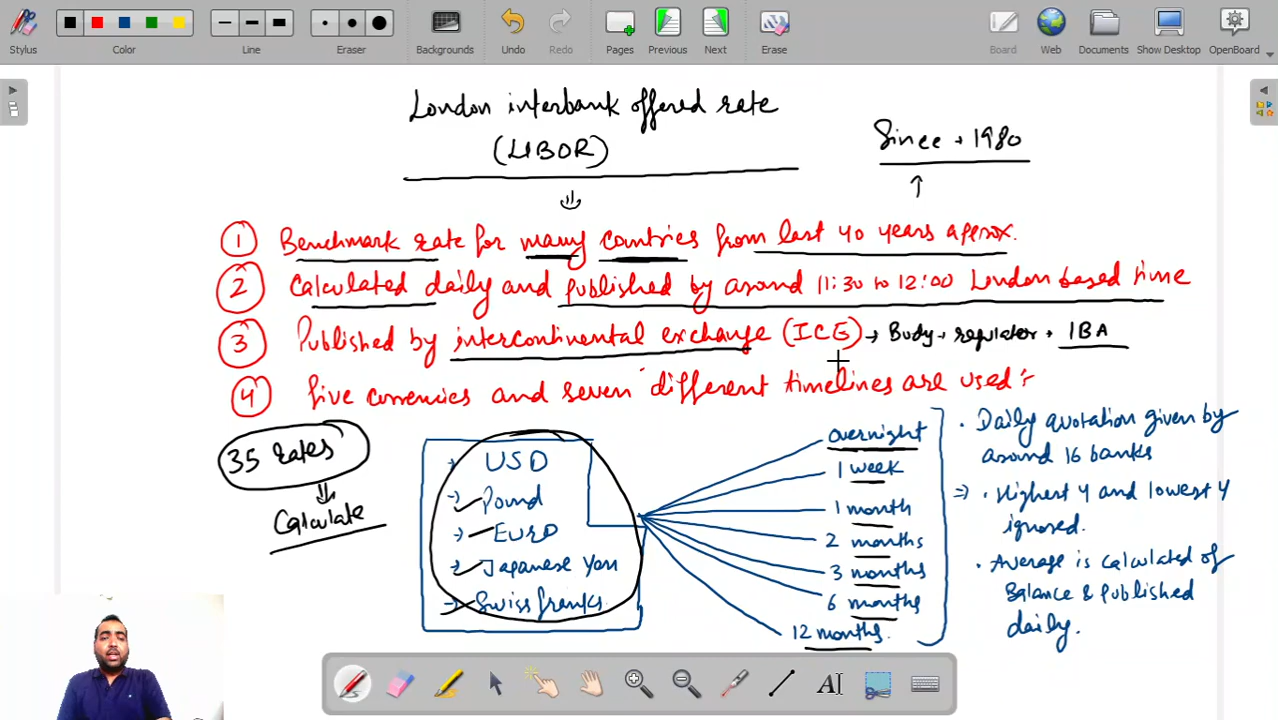 Stylus
Color
Line
Eraser
Backgrounds
Undo
Redo
Pages
Previous
Next
Erase
Board
Web
Documents
Show Desktop
OpenBoard
London interbank offered rate
(LIBOR)
Since → 1980
① Benchmark rate for many countries from last 40 years approx.
② Calculated daily and published by around 11:30 to 12:00 London based time
③ Published by intercontinental exchange (ICE) → Body → regulator → IBA
④ five currencies and seven different timelines are used :-
35 rates
Calculate
→ USD
→ Pound
→ Euro
→ Japanese Yen
→ Swiss franks
overnight
1 week
1 month
2 months
3 months
6 months
12 months.
• Daily quotation given by
around 16 banks
⇒ • Highest 4 and lowest 4
ignored.
• Average is calculated of
Balance & Published
daily.